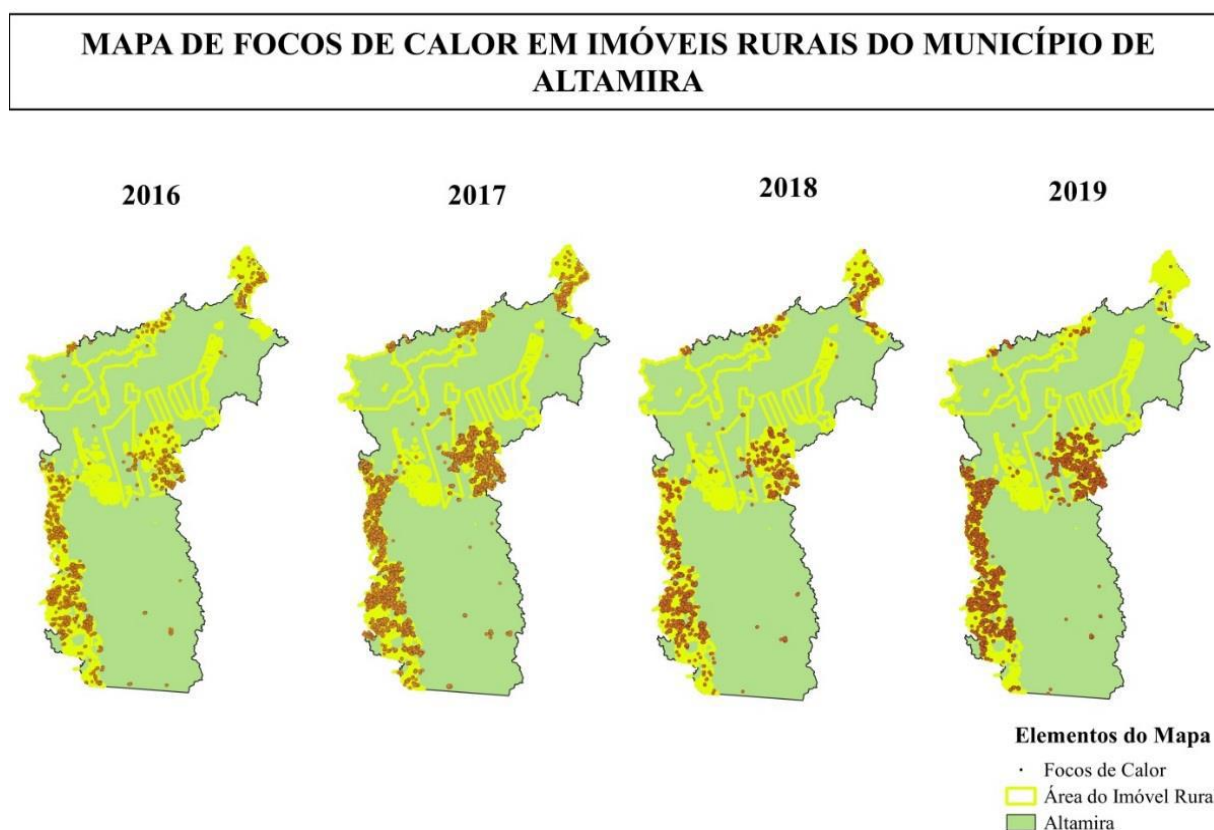 MAPA DE FOCOS DE CALOR EM IMÓVEIS RURAIS DO MUNICÍPIO DE
ALTAMIRA
2016
2017
2018
2019
Elementos do Mapa
Focos de Calor
Área do Imóvel Rural
Altamira